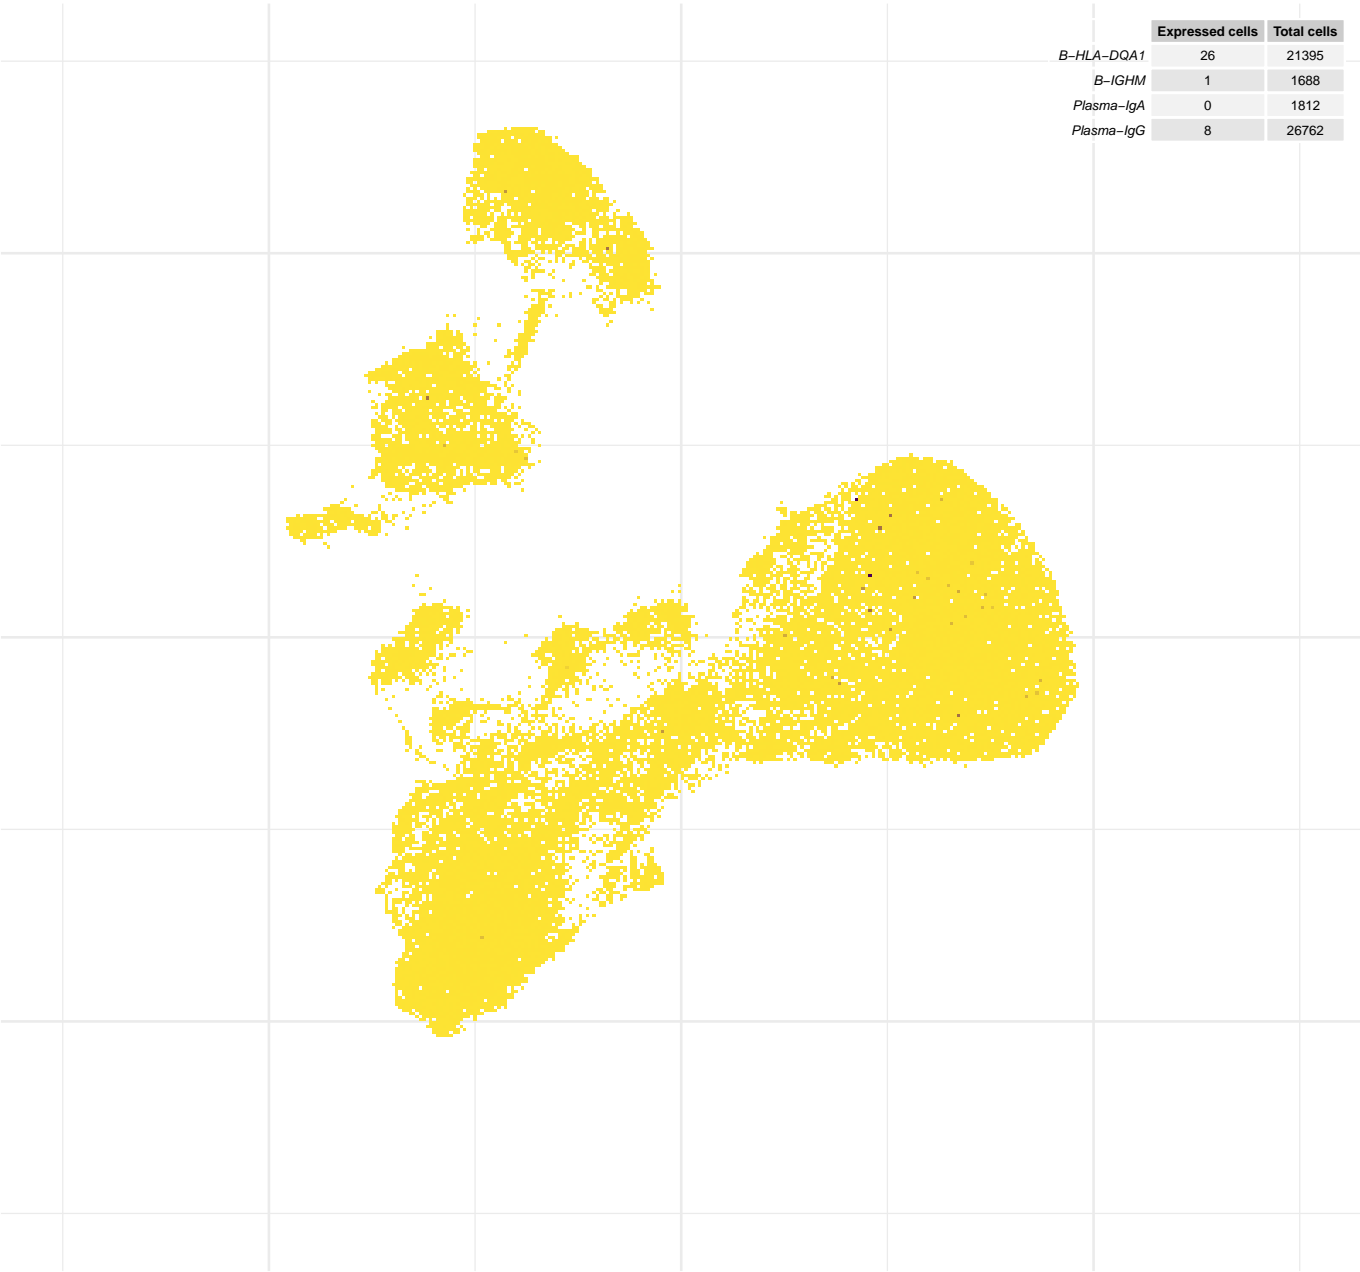 Expressed cells Total cells
B−HLA−DQA1 26 21395
B−IGHM 1 1688
Plasma−IgA 0 1812
Plasma−IgG 8 26762